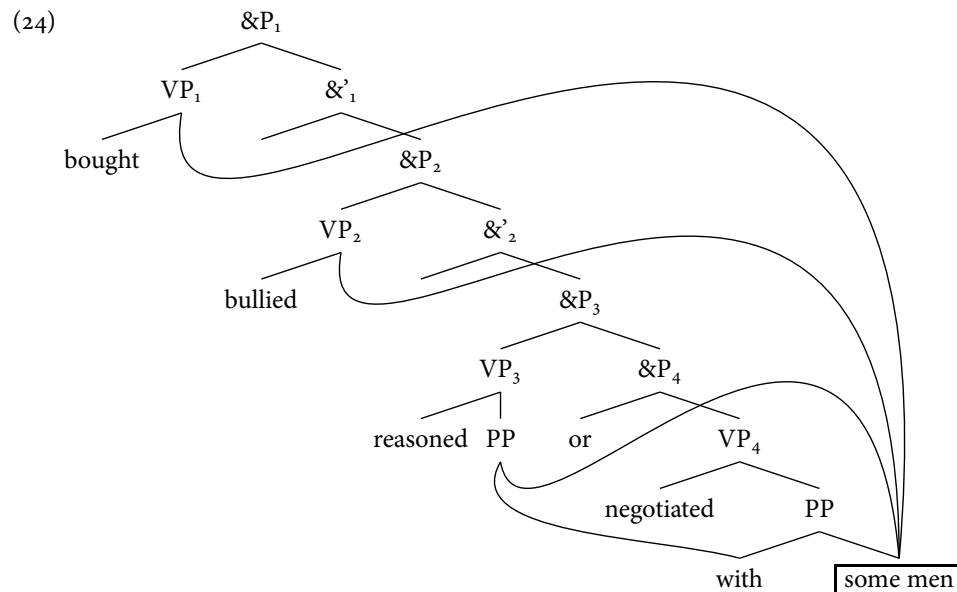 (24) &P₁
VP₁ &’₁
bought &P₂
VP₂ &’₂
bullied &P₃
VP₃ &P₄
reasoned PP or VP₄
negotiated PP
with some men